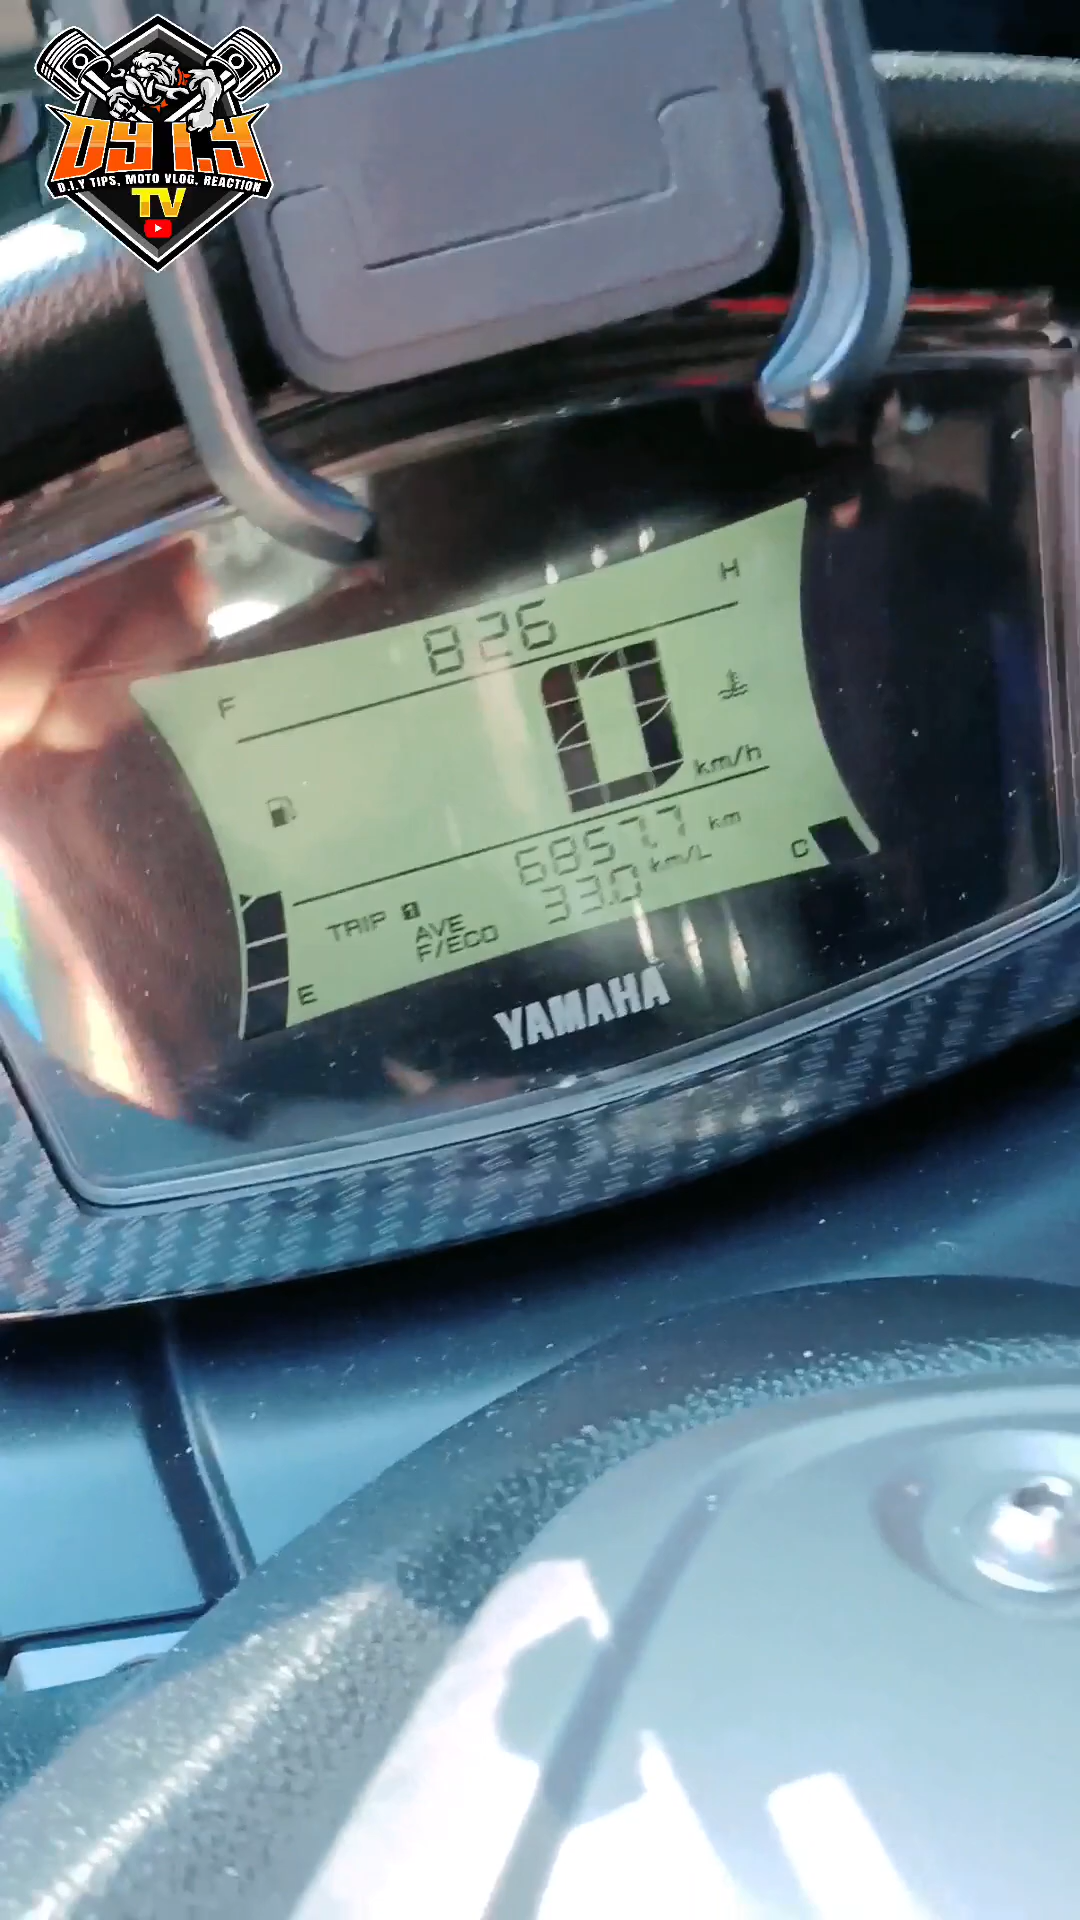 DY I.Y
D.I.Y TIPS, MOTO VLOG, REACTION
TV
H
826
F
0
km/h
6857.7 km
C
33.0 km/L
TRIP 1
AVE
F/ECO
E
YAMAHA